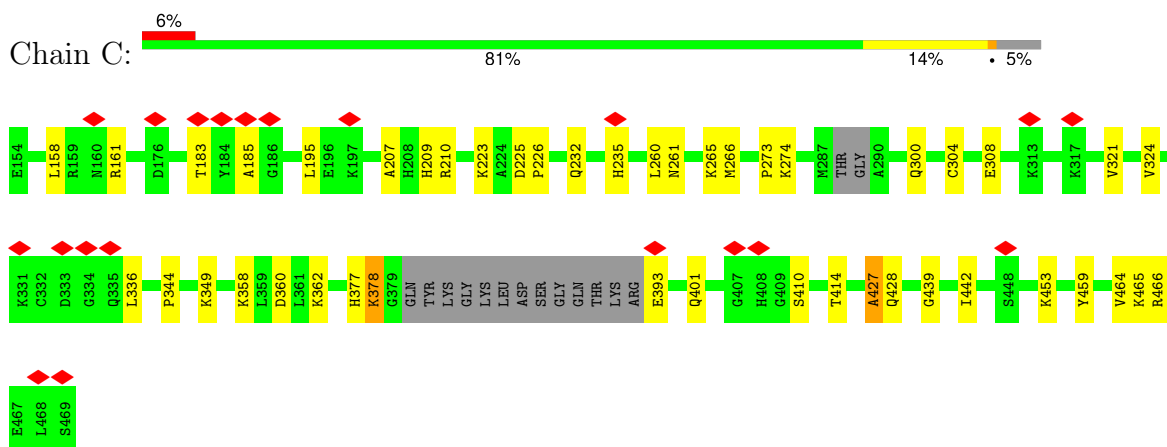 6%
Chain C:
81% 14% • 5%
E154 L158 R159 N160 R161 D176 T183 Y184 A185 G186 L195 E196 K197 A207 H208 H209 R210 K223 A224 D225 P226 Q232 H235 L260 N261 K265 M266 P273 K274 M287 THR GLY A290 Q300 C304 E308 K313 K317 V321 V324
K331 C332 D333 G334 Q335 L336 P344 K349 K358 L359 D360 L361 K362 H377 K378 G379 GLN TYR LYS GLY LYS LEU ASP SER GLY GLN THR LYS ARG E393 Q401 G407 H408 G409 S410 T414 A427 Q428 G439 I442 S448 K453 Y459 V464 K465 R466
E467 L468 S469